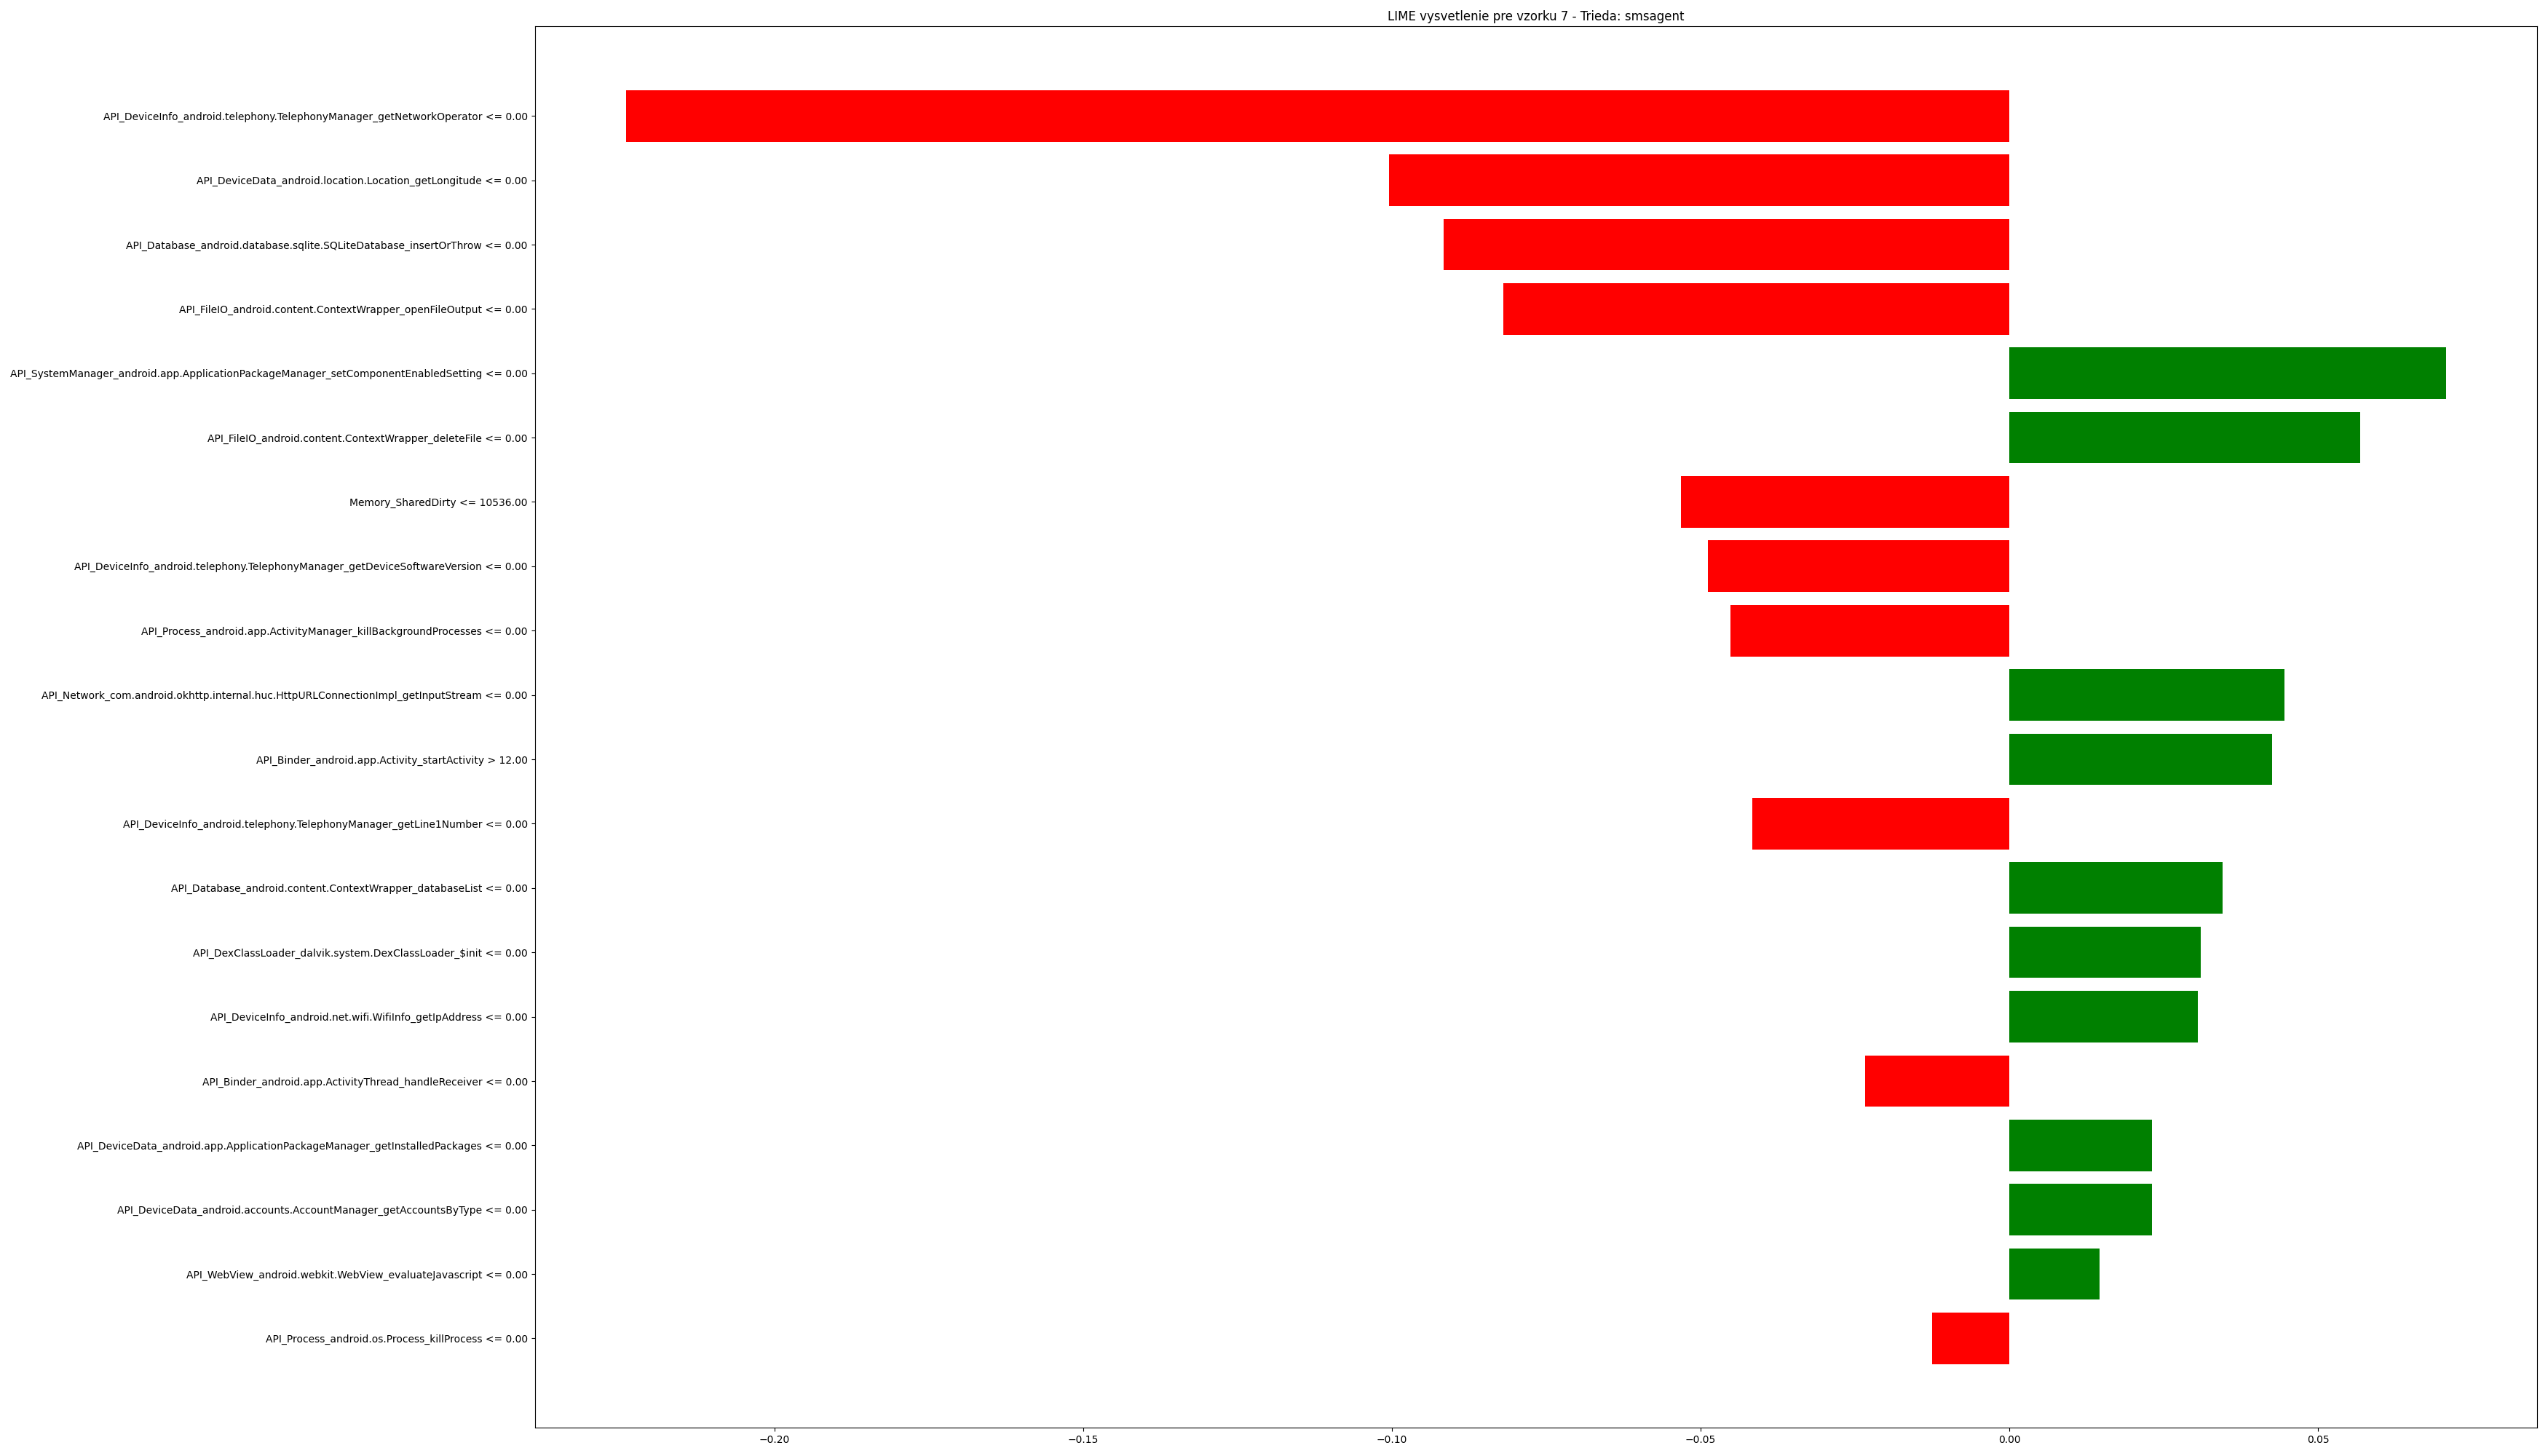 LIME vysvetlenie pre vzorku 7 - Trieda: smsagent
API_DeviceInfo_android.telephony.TelephonyManager_getNetworkOperator <= 0.00
API_DeviceData_android.location.Location_getLongitude <= 0.00
API_Database_android.database.sqlite.SQLiteDatabase_insertOrThrow <= 0.00
API_FileIO_android.content.ContextWrapper_openFileOutput <= 0.00
API_SystemManager_android.app.ApplicationPackageManager_setComponentEnabledSetting <= 0.00
API_FileIO_android.content.ContextWrapper_deleteFile <= 0.00
Memory_SharedDirty <= 10536.00
API_DeviceInfo_android.telephony.TelephonyManager_getDeviceSoftwareVersion <= 0.00
API_Process_android.app.ActivityManager_killBackgroundProcesses <= 0.00
API_Network_com.android.okhttp.internal.huc.HttpURLConnectionImpl_getInputStream <= 0.00
API_Binder_android.app.Activity_startActivity > 12.00
API_DeviceInfo_android.telephony.TelephonyManager_getLine1Number <= 0.00
API_Database_android.content.ContextWrapper_databaseList <= 0.00
API_DexClassLoader_dalvik.system.DexClassLoader_$init <= 0.00
API_DeviceInfo_android.net.wifi.WifiInfo_getIpAddress <= 0.00
API_Binder_android.app.ActivityThread_handleReceiver <= 0.00
API_DeviceData_android.app.ApplicationPackageManager_getInstalledPackages <= 0.00
API_DeviceData_android.accounts.AccountManager_getAccountsByType <= 0.00
API_WebView_android.webkit.WebView_evaluateJavascript <= 0.00
API_Process_android.os.Process_killProcess <= 0.00
−0.20 −0.15 −0.10 −0.05 0.00 0.05